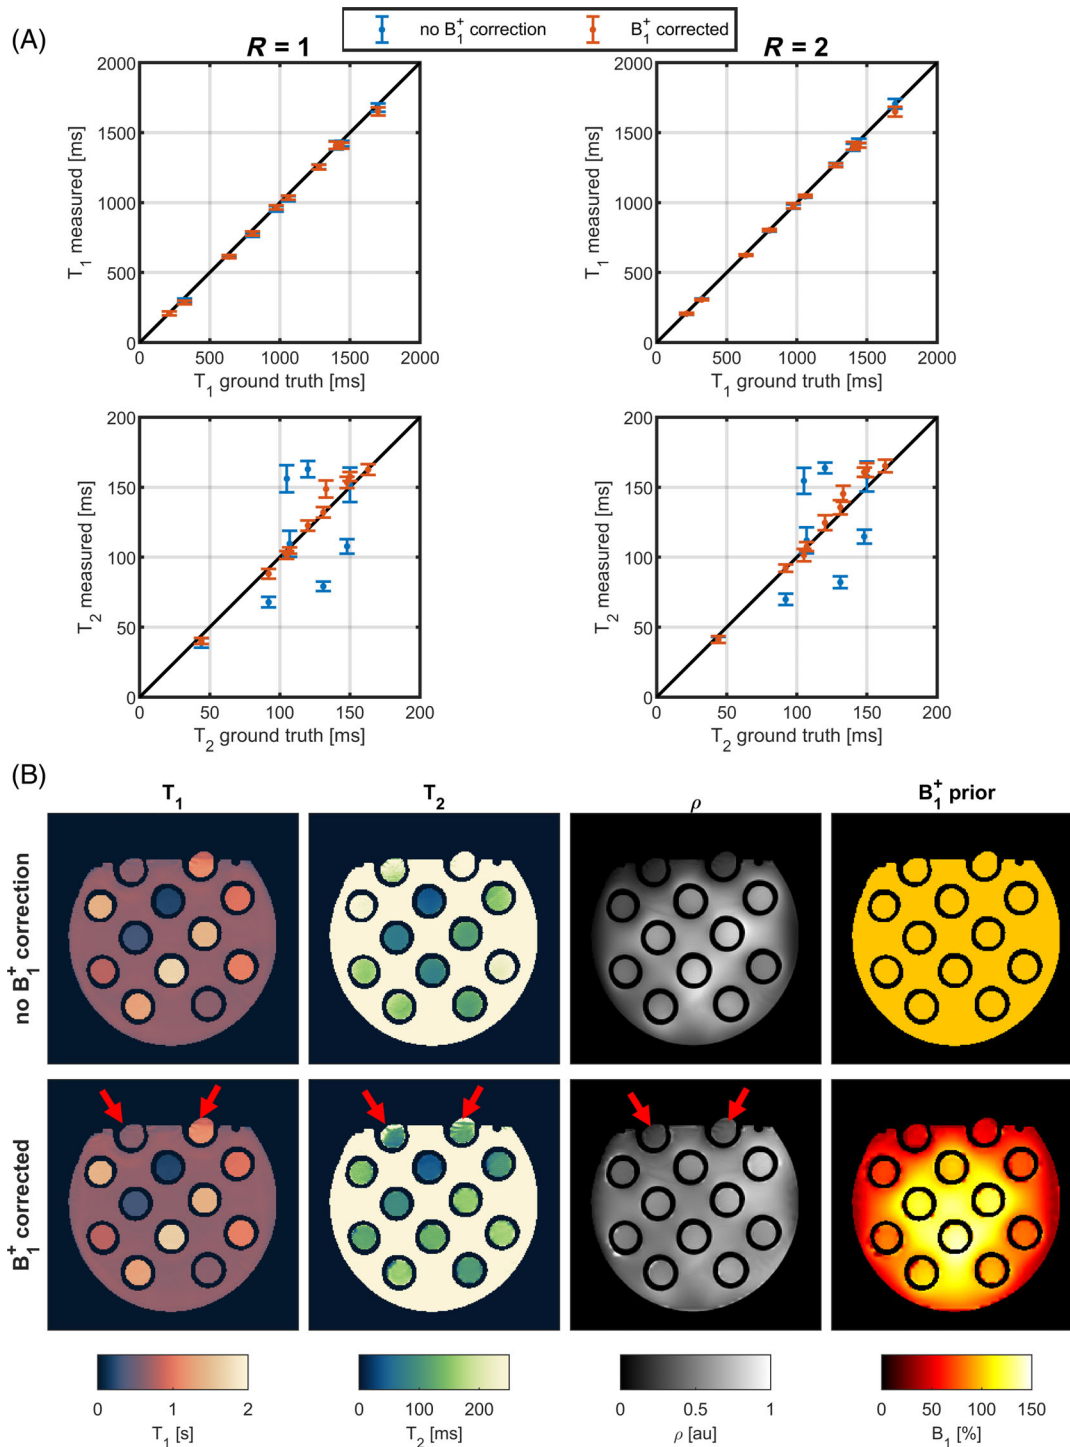 (A)
no B₁⁺ correction
B₁⁺ corrected
R = 1
R = 2
2000
1500
1000
500
0
T₁ measured [ms]
0 500 1000 1500 2000
T₁ ground truth [ms]
2000
1500
1000
500
0
T₁ measured [ms]
0 500 1000 1500 2000
T₁ ground truth [ms]
200
150
100
50
0
T₂ measured [ms]
0 50 100 150 200
T₂ ground truth [ms]
200
150
100
50
0
T₂ measured [ms]
0 50 100 150 200
T₂ ground truth [ms]
(B)
T₁
T₂
ρ
B₁⁺ prior
no B₁⁺ correction
B₁⁺ corrected
0 1 2
T₁ [s]
0 100 200
T₂ [ms]
0 0.5 1
ρ [au]
0 50 100 150
B₁ [%]